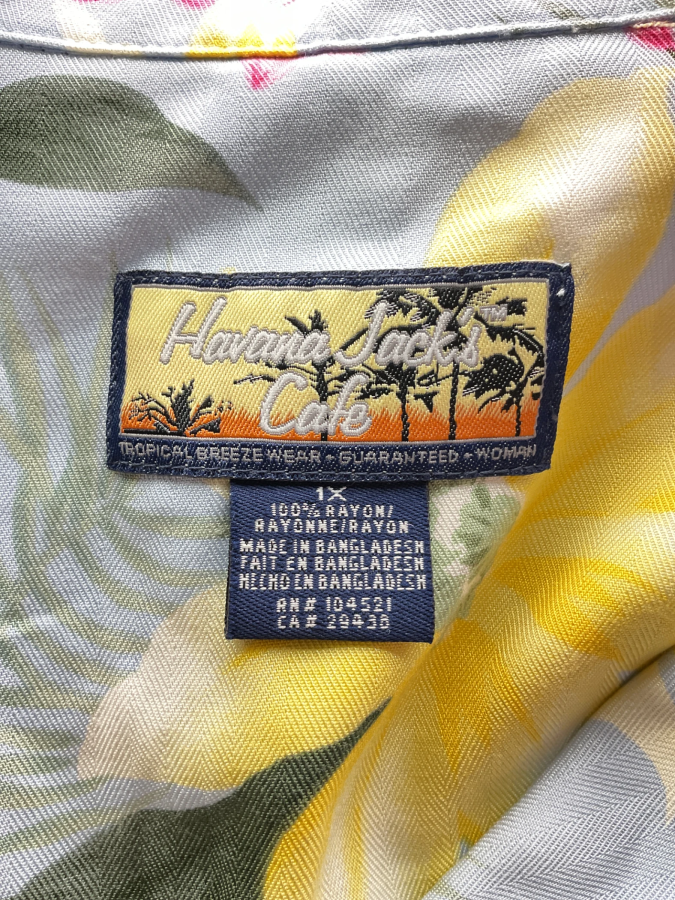 Havana Jack's™
Cafe
TROPICAL BREEZE WEAR - GUARANTEED - WOMAN
1X
100% RAYON/
RAYONNE/RAYON
MADE IN BANGLADESH
FAIT EN BANGLADESH
HECHO EN BANGLADESH
RN# 104521
CA# 29438